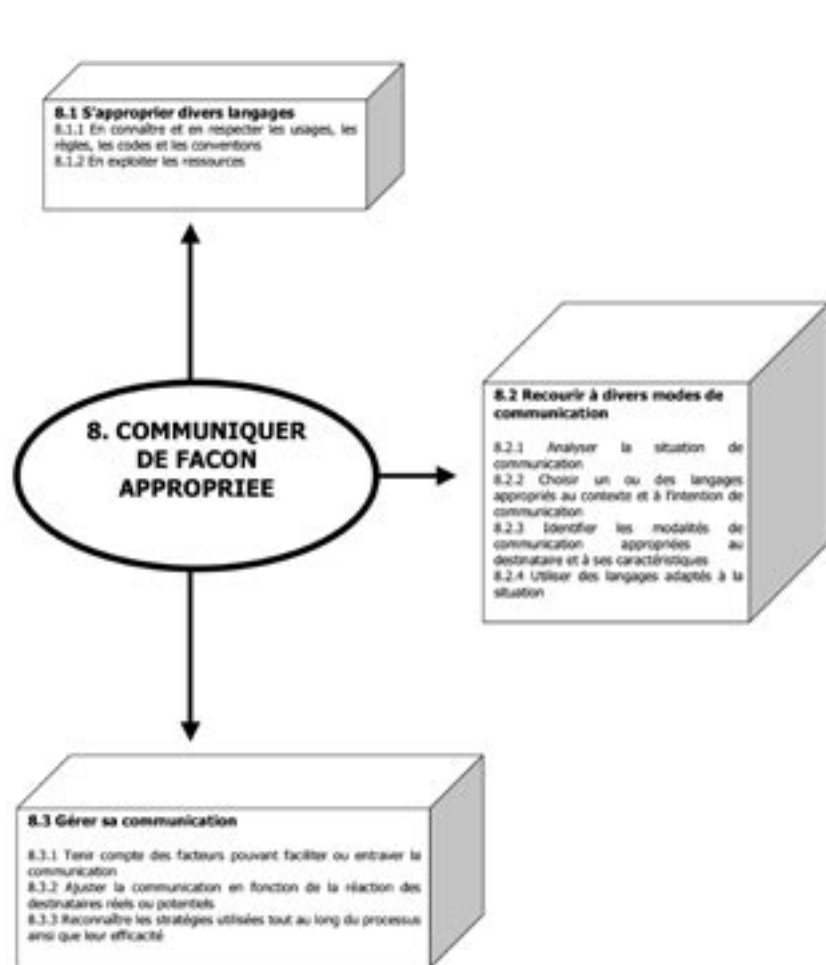 8.1 S'approprier divers langages
8.1.1 En connaître et en respecter les usages, les
règles, les codes et les conventions
8.1.2 En exploiter les ressources
8. COMMUNIQUER
DE FACON
APPROPRIEE
8.2 Recourir à divers modes de
communication
8.2.1 Analyser la situation de
communication
8.2.2 Choisir un ou des langages
appropriés au contexte et à l'intention de
communication
8.2.3 Identifier les modalités de
communication appropriées au
destinataire et à ses caractéristiques
8.2.4 Utiliser des langages adaptés à la
situation
8.3 Gérer sa communication
8.3.1 Tenir compte des facteurs pouvant faciliter ou entraver la
communication
8.3.2 Ajuster la communication en fonction de la réaction des
destinataires réels ou potentiels
8.3.3 Reconnaître les stratégies utilisées tout au long du processus
ainsi que leur efficacité